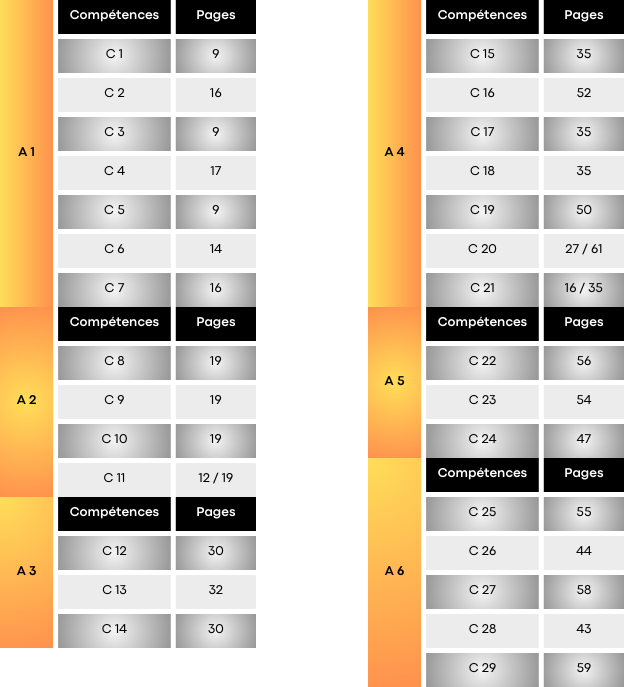 Compétences Pages
C 1 9
C 2 16
C 3 9
A 1
C 4 17
C 5 9
C 6 14
C 7 16
Compétences Pages
C 8 19
A 2
C 9 19
C 10 19
C 11 12 / 19
Compétences Pages
C 12 30
A 3
C 13 32
C 14 30
Compétences Pages
C 15 35
C 16 52
C 17 35
A 4
C 18 35
C 19 50
C 20 27 / 61
C 21 16 / 35
Compétences Pages
C 22 56
A 5
C 23 54
C 24 47
Compétences Pages
C 25 55
C 26 44
A 6
C 27 58
C 28 43
C 29 59